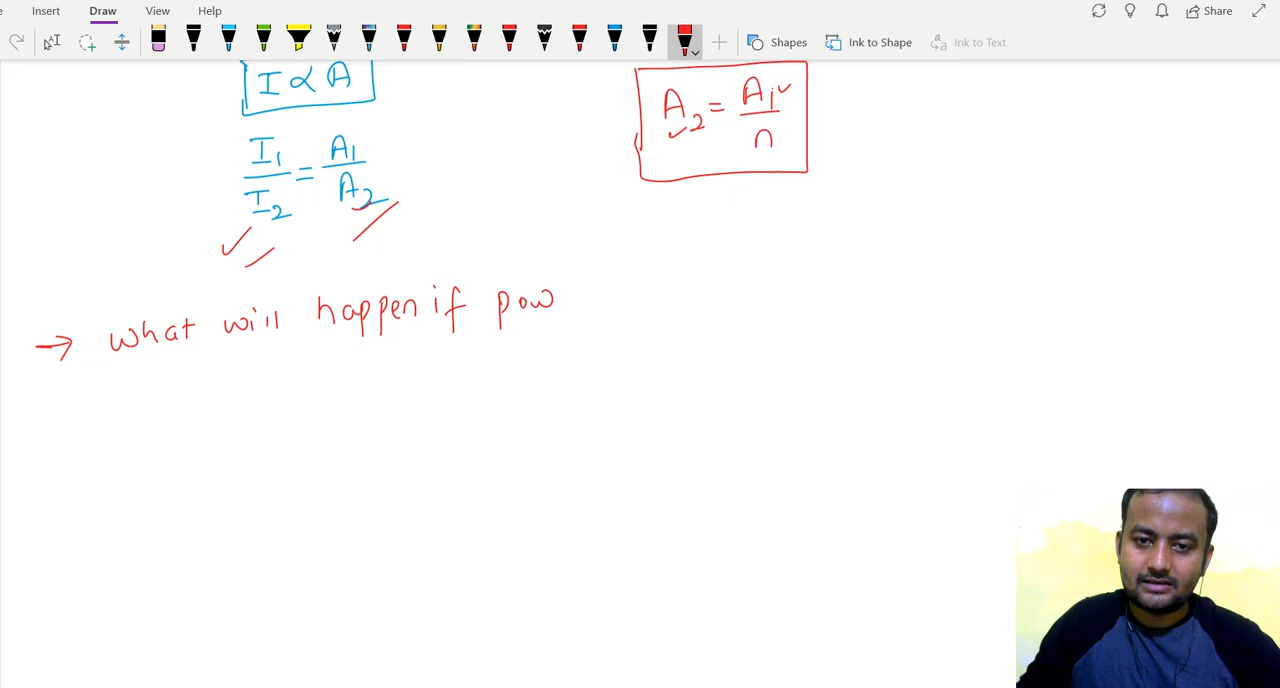 Insert Draw View Help Share
Shapes Ink to Shape Ink to Text
I ∝ A
I₁/I₂ = A₁/A₂
A₂ = A₁/n
→ what will happen if pow